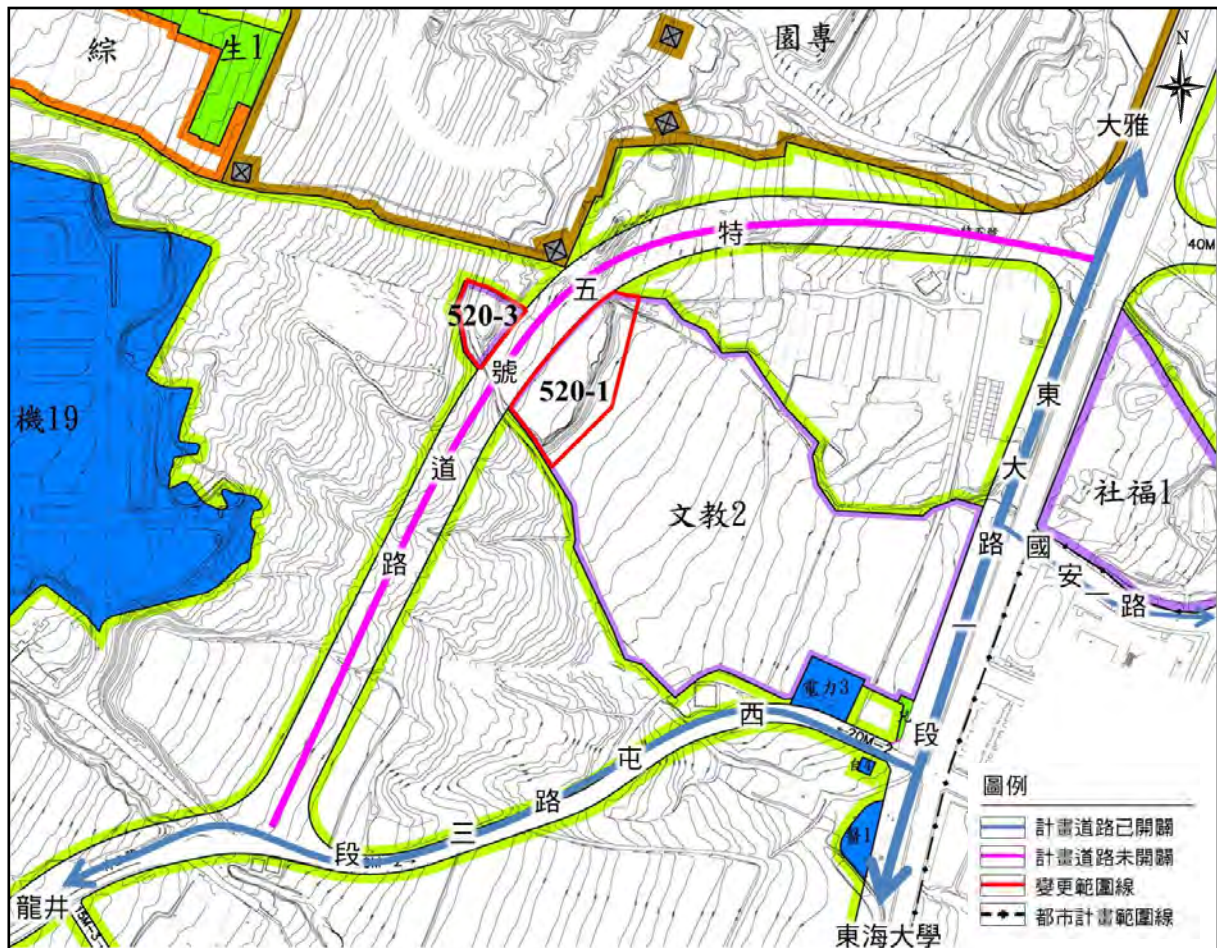 綜
生1
園專
N
大雅
40M
特五號道路
520-3
520-1
機19
文教2
東大路一段
社福1
國安一路
電力3
兒
西屯路三段
20M-2
龍井
15M-3
東海大學
圖例
計畫道路已開闢
計畫道路未開闢
變更範圍線
都市計畫範圍線